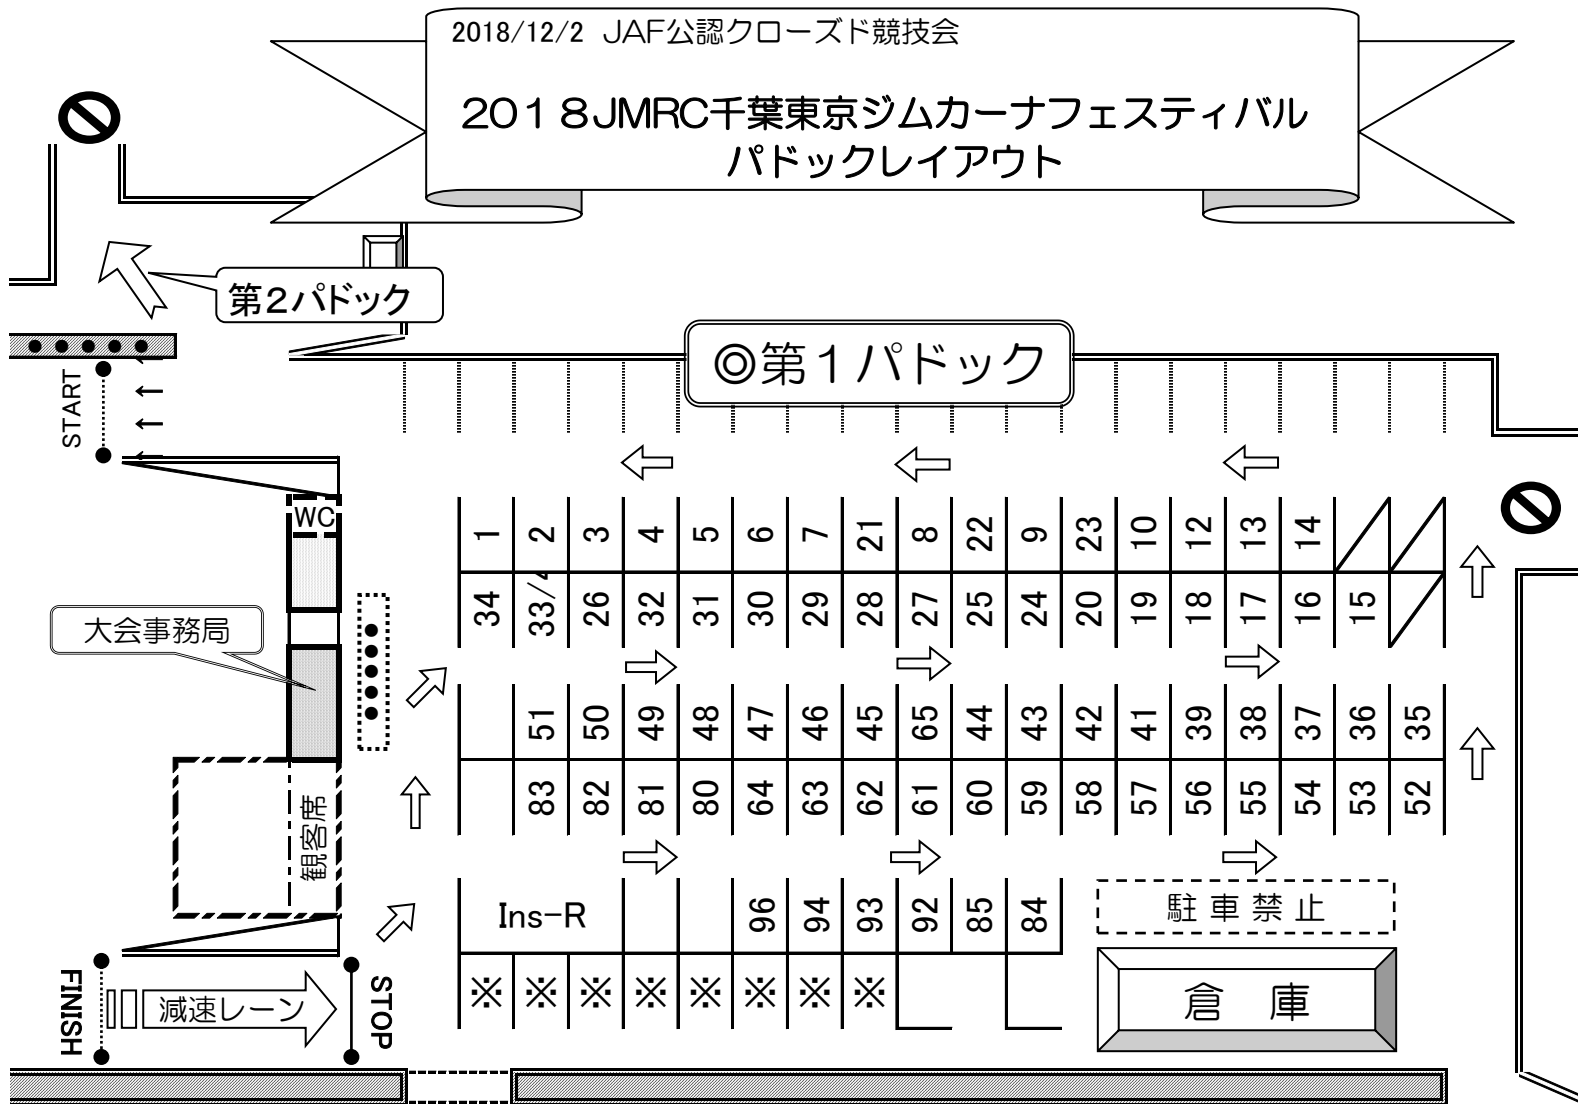 2018/12/2 JAF公認クローズド競技会
2018JMRC千葉東京ジムカーナフェスティバル
パドックレイアウト
第2パドック
◎第1パドック
START
WC
1 2 3 4 5 6 7 21 8 22 9 23 10 12 13 14
34 33/ 26 32 31 30 29 28 27 25 24 20 19 18 17 16 15
大会事務局
51 50 49 48 47 46 45 65 44 43 42 41 39 38 37 36 35
83 82 81 80 64 63 62 61 60 59 58 57 56 55 54 53 52
観客席
Ins-R 96 94 93 92 85 84
駐車禁止
※ ※ ※ ※ ※ ※ ※ ※
倉 庫
FINISH
減速レーン
STOP